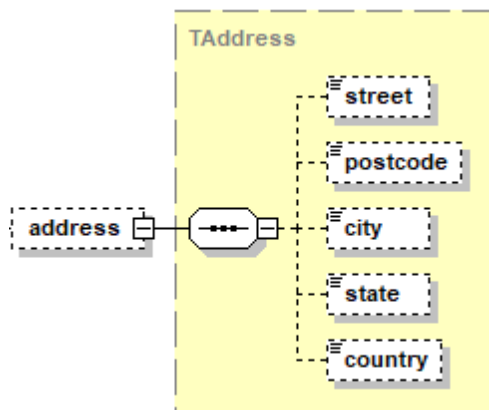 TAddress
street
postcode
address
city
state
country